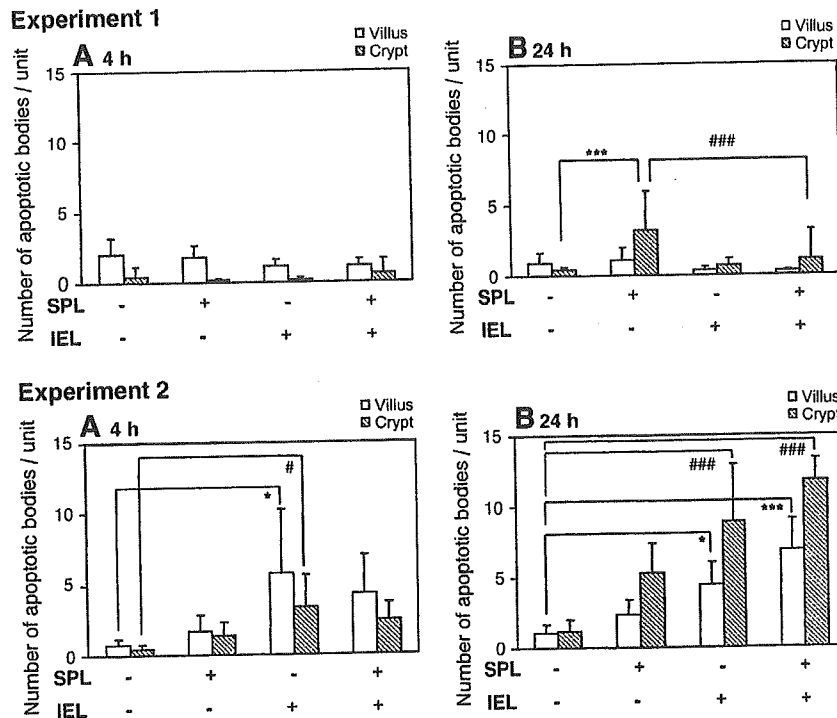 Experiment 1
A 4 h
Villus
Crypt
Number of apoptotic bodies / unit
15
10
5
0
SPL - + - +
IEL - - + +
B 24 h
Villus
Crypt
Number of apoptotic bodies / unit
15
10
5
0
*** ###
SPL - + - +
IEL - - + +
Experiment 2
A 4 h
Villus
Crypt
Number of apoptotic bodies / unit
15
10
5
0
#
*
SPL - + - +
IEL - - + +
B 24 h
Villus
Crypt
Number of apoptotic bodies / unit
15
10
5
0
### ###
* ***
SPL - + - +
IEL - - + +